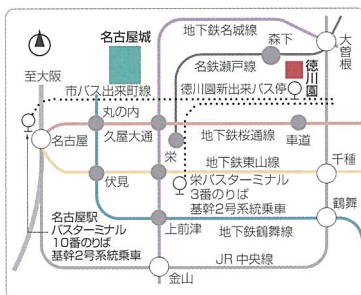 名古屋城
地下鉄名城線
大曽根
森下
名鉄瀬戸線
徳川園
至大阪
市バス出来町線
徳川園新出来バス停
丸の内
名古屋
久屋大通
地下鉄桜通線
車道
栄
地下鉄東山線
千種
伏見
栄バスターミナル
3番のりば
基幹2号系統乗車
名古屋駅
バスターミナル
10番のりば
基幹2号系統乗車
鶴舞
上前津
地下鉄鶴舞線
JR中央線
金山